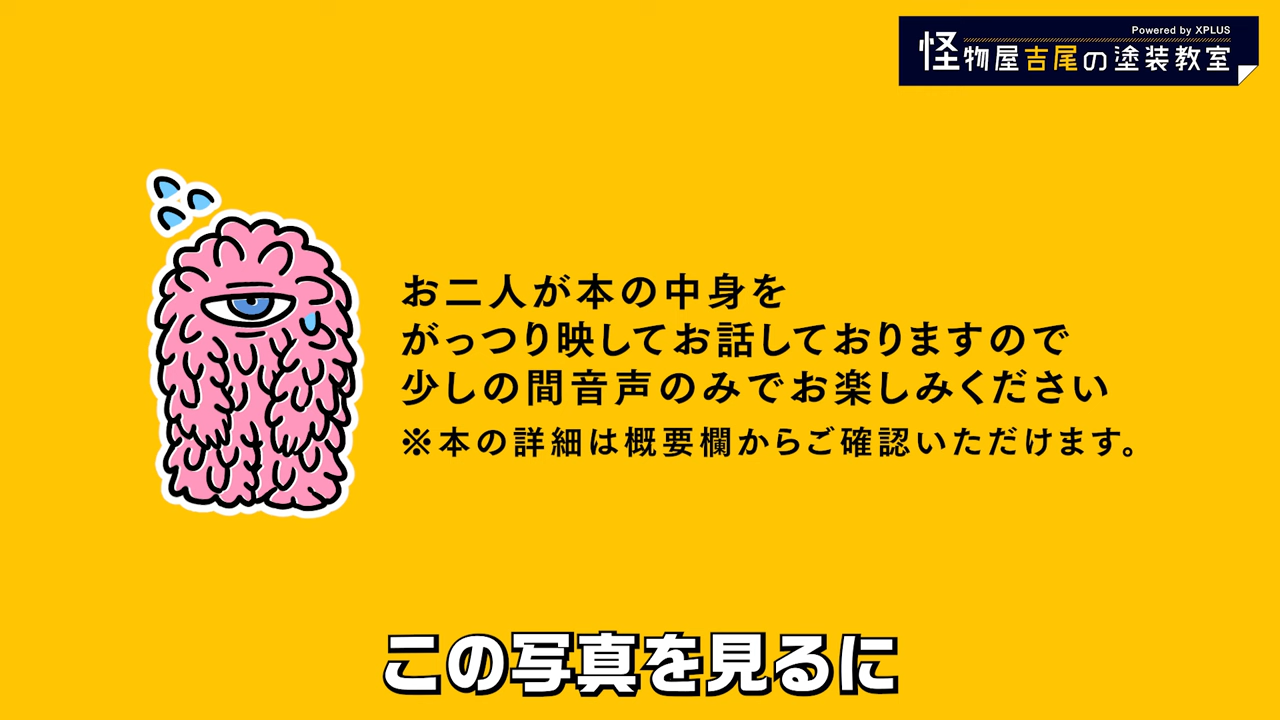 Powered by XPLUS
怪物屋吉尾の塗装教室
お二人が本の中身を
がっつり映してお話しておりますので
少しの間音声のみでお楽しみください
※本の詳細は概要欄からご確認いただけます。
この写真を見るに